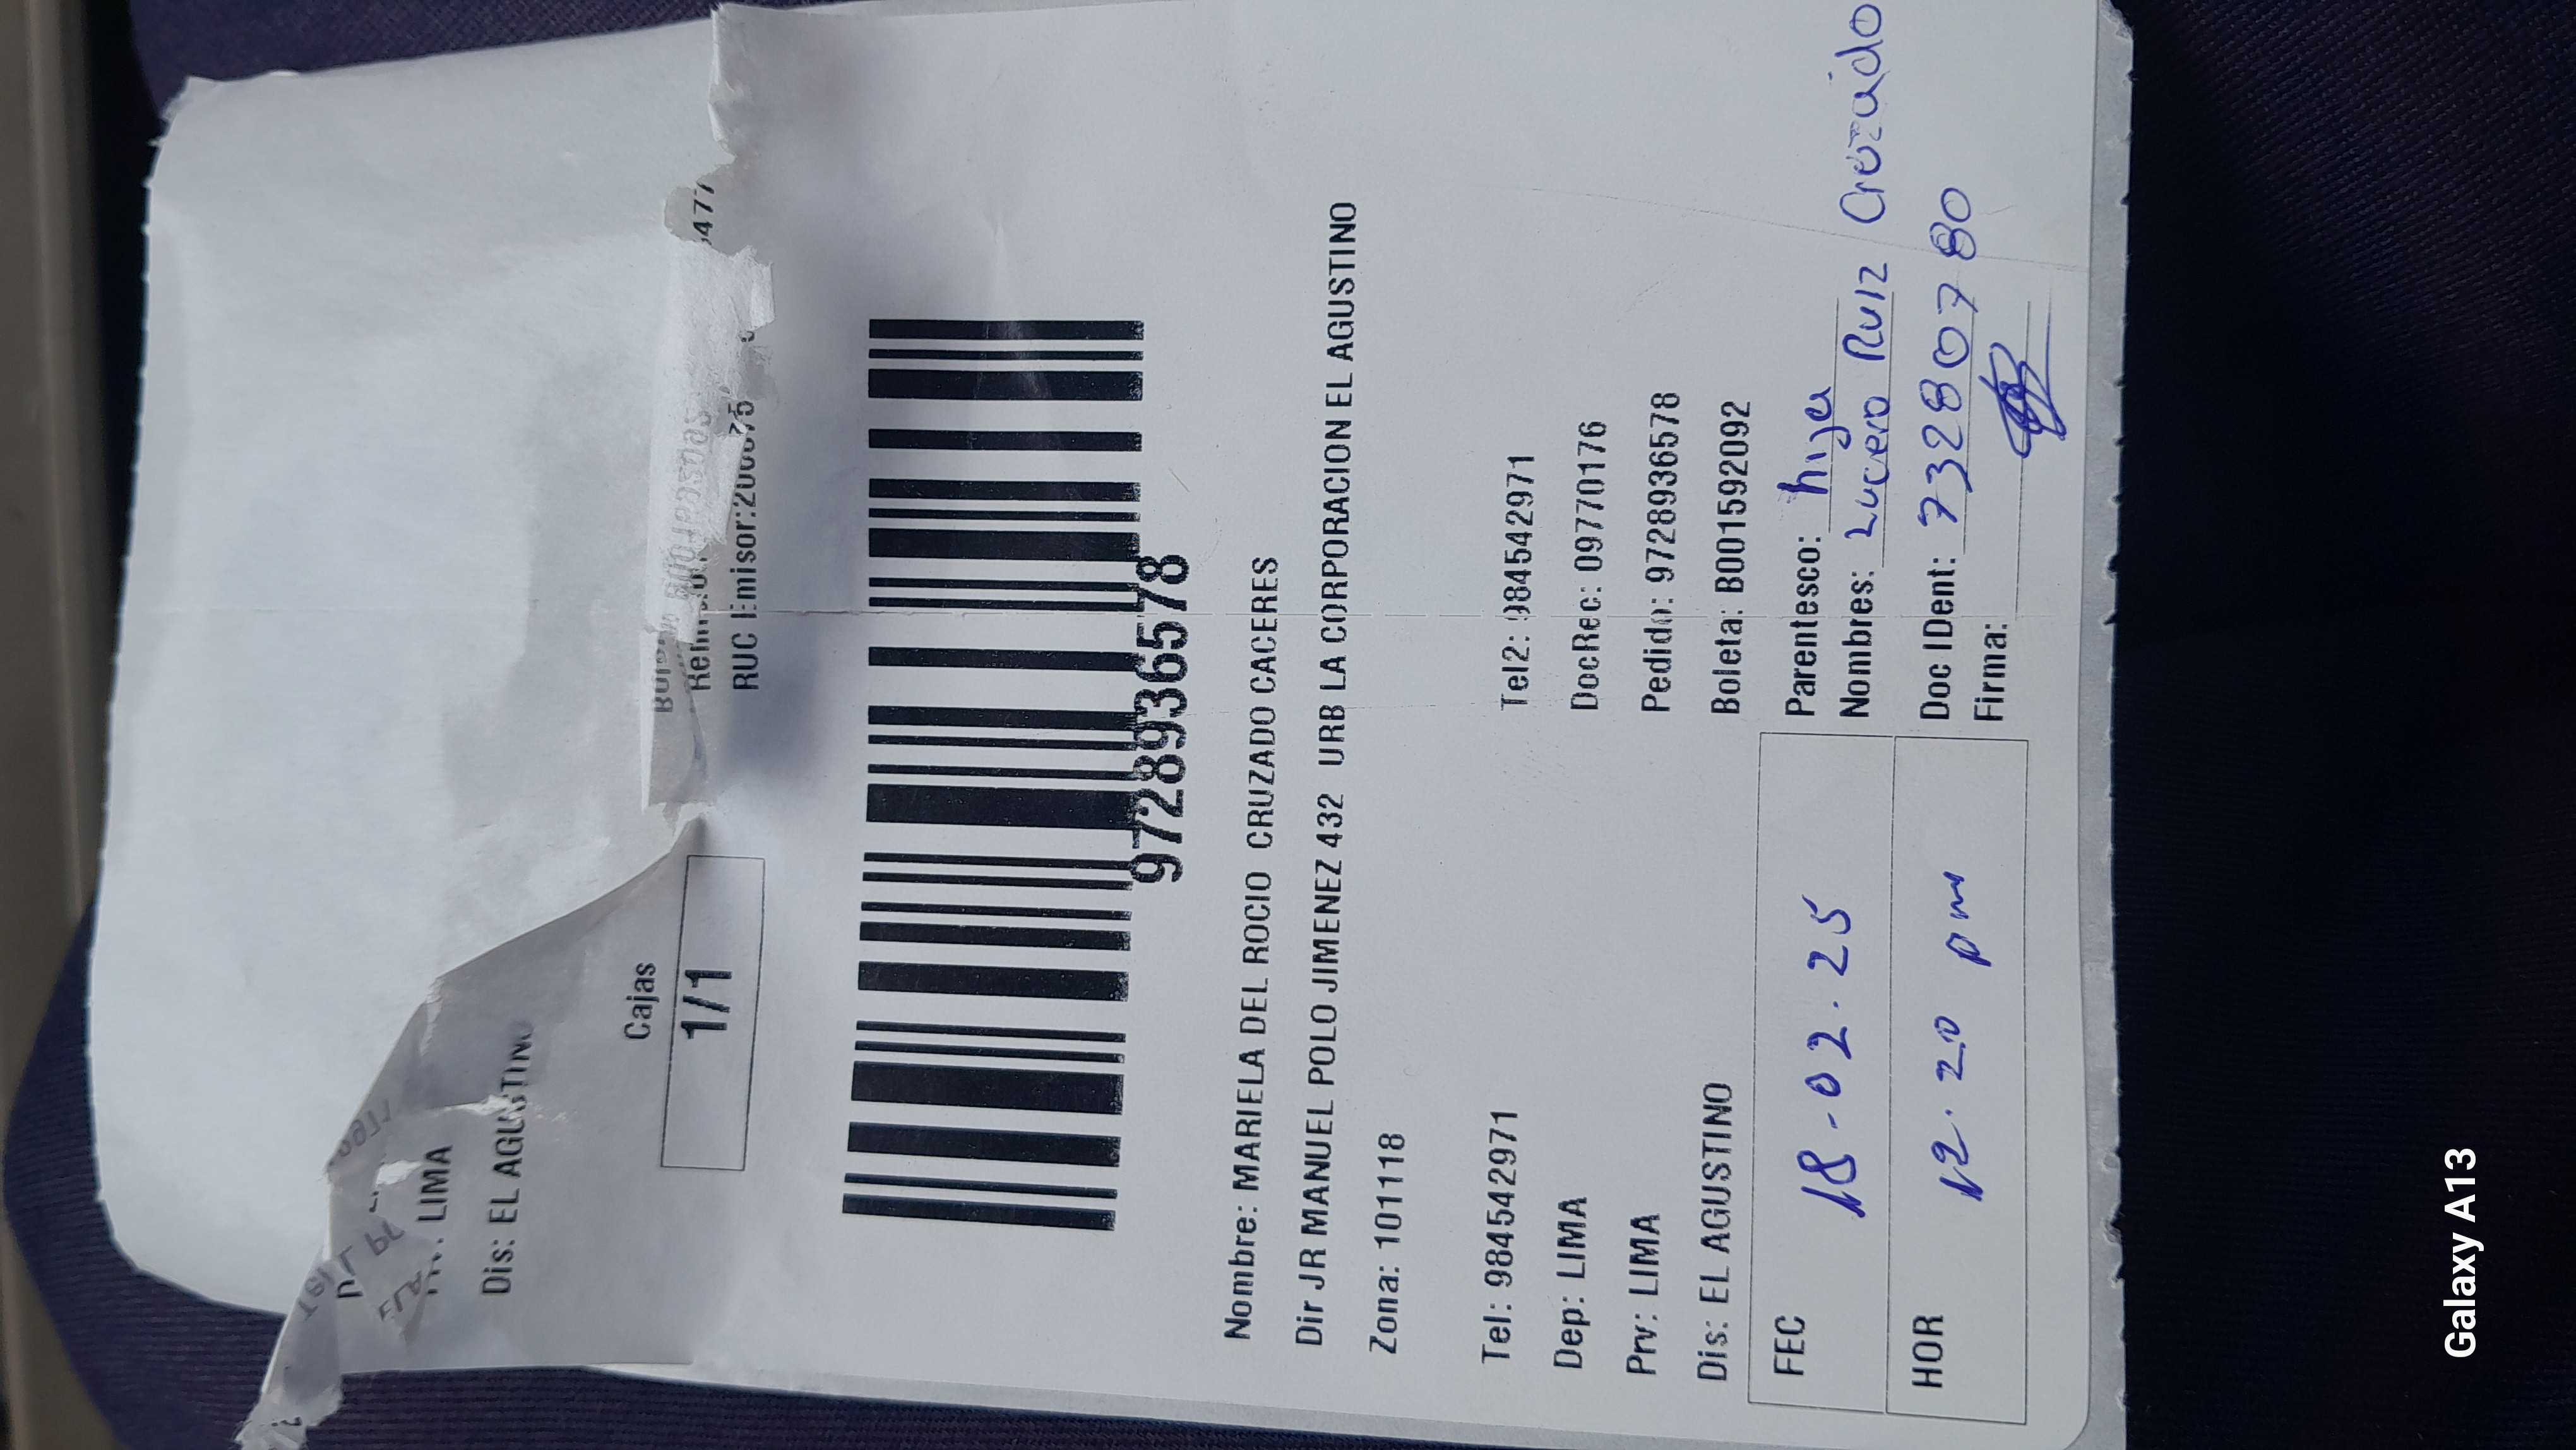 Dis: EL AGUSTINO
LIMA
Cajas
1/1
RUC Emisor:
9728936578
Nombre: MARIELA DEL ROCIO CRUZADO CACERES
Dir JR MANUEL POLO JIMENEZ 432 URB LA CORPORACION EL AGUSTINO
Zona: 101118
Tel: 984542971 Tel2: 984542971
Dep: LIMA DocRec: 09770176
Prv: LIMA Pedido: 9728936578
Dis: EL AGUSTINO Boleta: B001592092
FEC 18-02.25 Parentesco: hija
Nombres: Lucero Ruiz Cruzado
HOR 12.20 pm Doc IDent: 73280780
Firma:
Galaxy A13